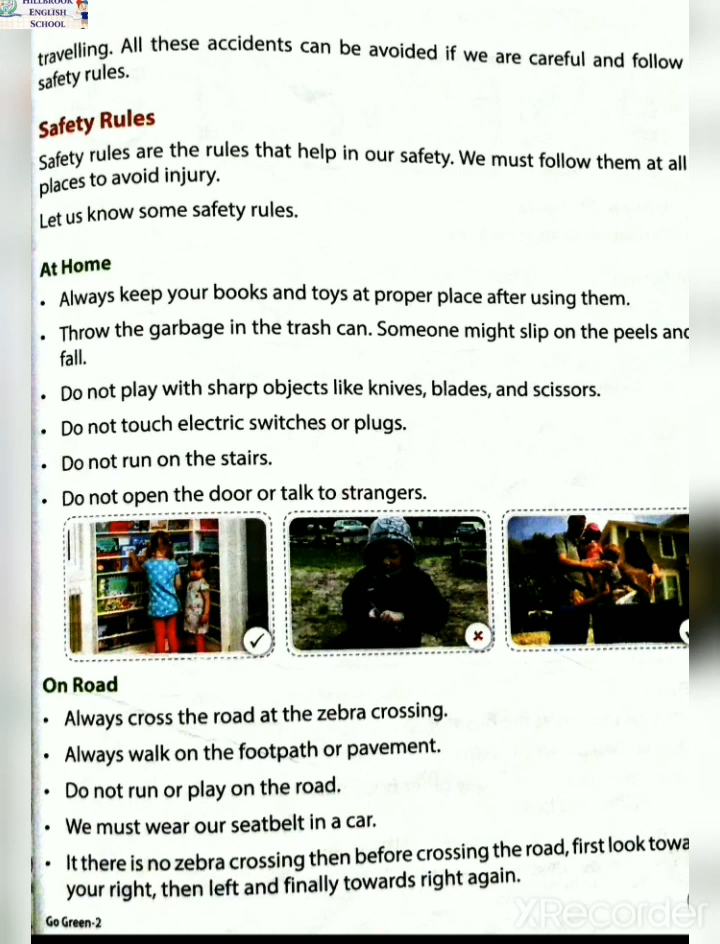 HILLBROOK
ENGLISH
SCHOOL
travelling. All these accidents can be avoided if we are careful and follow
safety rules.
Safety Rules
Safety rules are the rules that help in our safety. We must follow them at all
places to avoid injury.
Let us know some safety rules.
At Home
• Always keep your books and toys at proper place after using them.
• Throw the garbage in the trash can. Someone might slip on the peels and
fall.
• Do not play with sharp objects like knives, blades, and scissors.
• Do not touch electric switches or plugs.
• Do not run on the stairs.
• Do not open the door or talk to strangers.
On Road
• Always cross the road at the zebra crossing.
• Always walk on the footpath or pavement.
• Do not run or play on the road.
• We must wear our seatbelt in a car.
• It there is no zebra crossing then before crossing the road, first look towa
your right, then left and finally towards right again.
Go Green-2
XRecorder